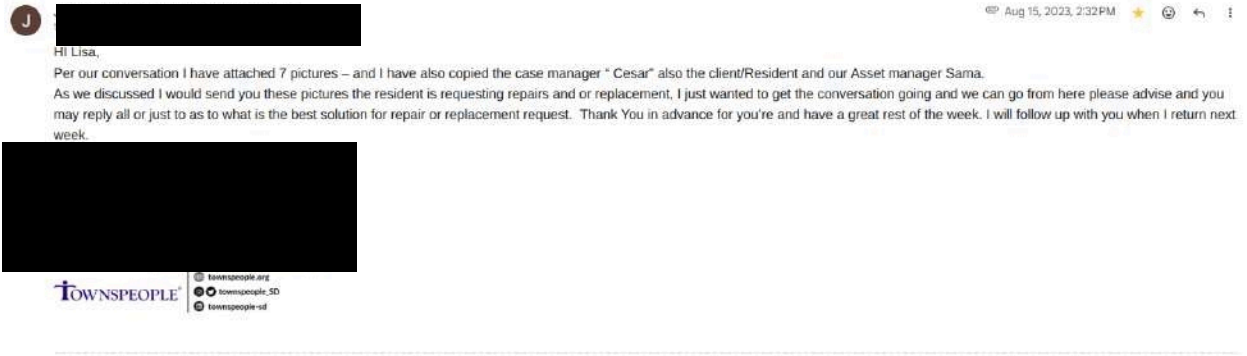 J
Aug 15, 2023, 2:32 PM
HI Lisa,
Per our conversation I have attached 7 pictures – and I have also copied the case manager “ Cesar” also the client/Resident and our Asset manager Sama.
As we discussed I would send you these pictures the resident is requesting repairs and or replacement, I just wanted to get the conversation going and we can go from here please advise and you
may reply all or just to as to what is the best solution for repair or replacement request.  Thank You in advance for you're and have a great rest of the week. I will follow up with you when I return next
week.
TOWNSPEOPLE
townspeople.org
townspeople_SD
townspeople-sd